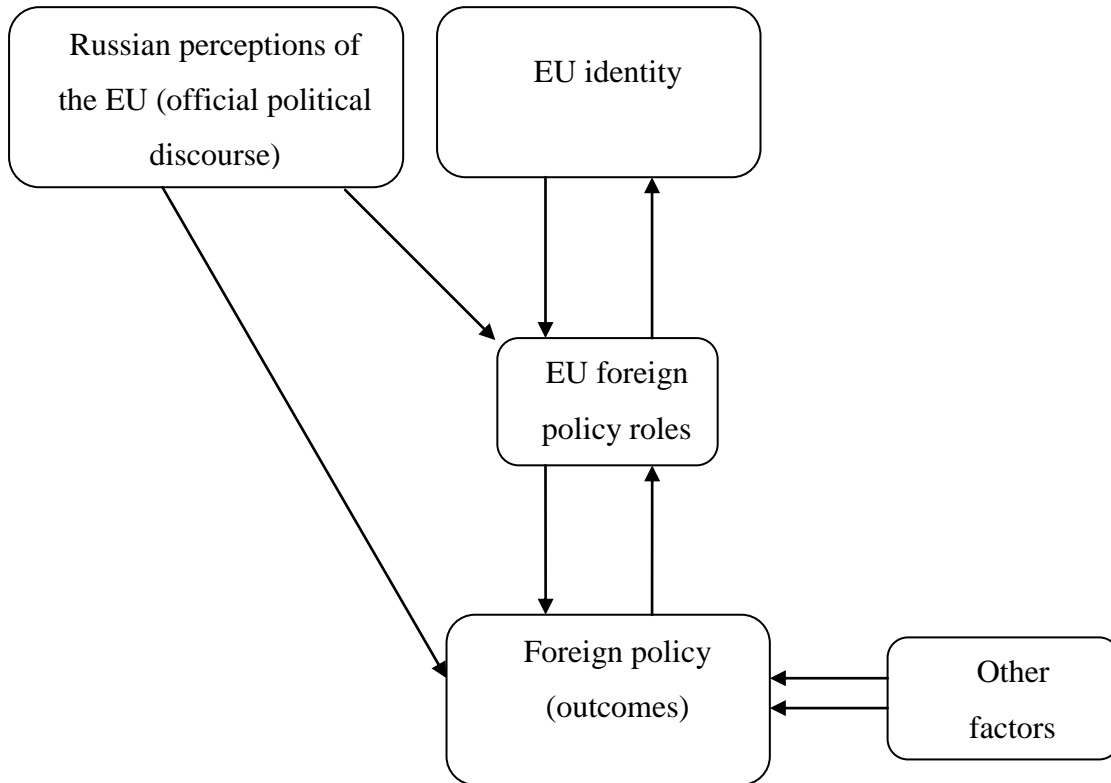 Russian perceptions of
the EU (official political
discourse)
EU identity
EU foreign
policy roles
Foreign policy
(outcomes)
Other
factors